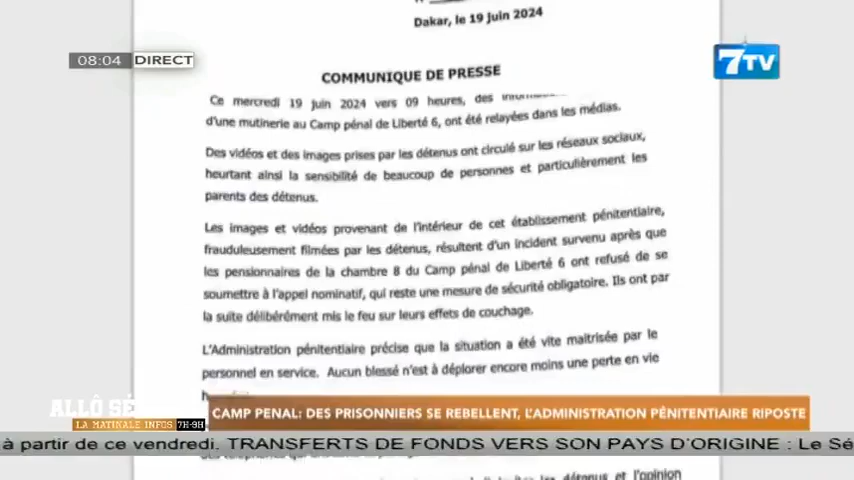 Dakar, le 19 juin 2024
08:04 DIRECT
7TV
COMMUNIQUE DE PRESSE
Ce mercredi 19 juin 2024 vers 09 heures, des
d'une mutinerie au Camp pénal de Liberté 6, ont été relayées dans les médias.
Des vidéos et des images prises par les détenus ont circulé sur les réseaux sociaux,
heurtant ainsi la sensibilité de beaucoup de personnes et particulièrement les
parents des détenus.
Les images et vidéos provenant de l'intérieur de cet établissement pénitentiaire,
frauduleusement filmées par les détenus, résultent d'un incident survenu après que
les pensionnaires de la chambre 8 du Camp pénal de Liberté 6 ont refusé de se
soumettre à l'appel nominatif, qui reste une mesure de sécurité obligatoire. Ils ont par
la suite délibérément mis le feu sur leurs effets de couchage.
L'Administration pénitentiaire précise que la situation a été vite maitrisée par le
personnel en service. Aucun blessé n'est à déplorer encore moins une perte en vie
ALLÔ SÉ
LA MATINALE INFOS 7H-9H
CAMP PENAL: DES PRISONNIERS SE REBELLENT, L'ADMINISTRATION PÉNITENTIAIRE RIPOSTE
à partir de ce vendredi. TRANSFERTS DE FONDS VERS SON PAYS D'ORIGINE : Le Sé
détenus et l'opinion